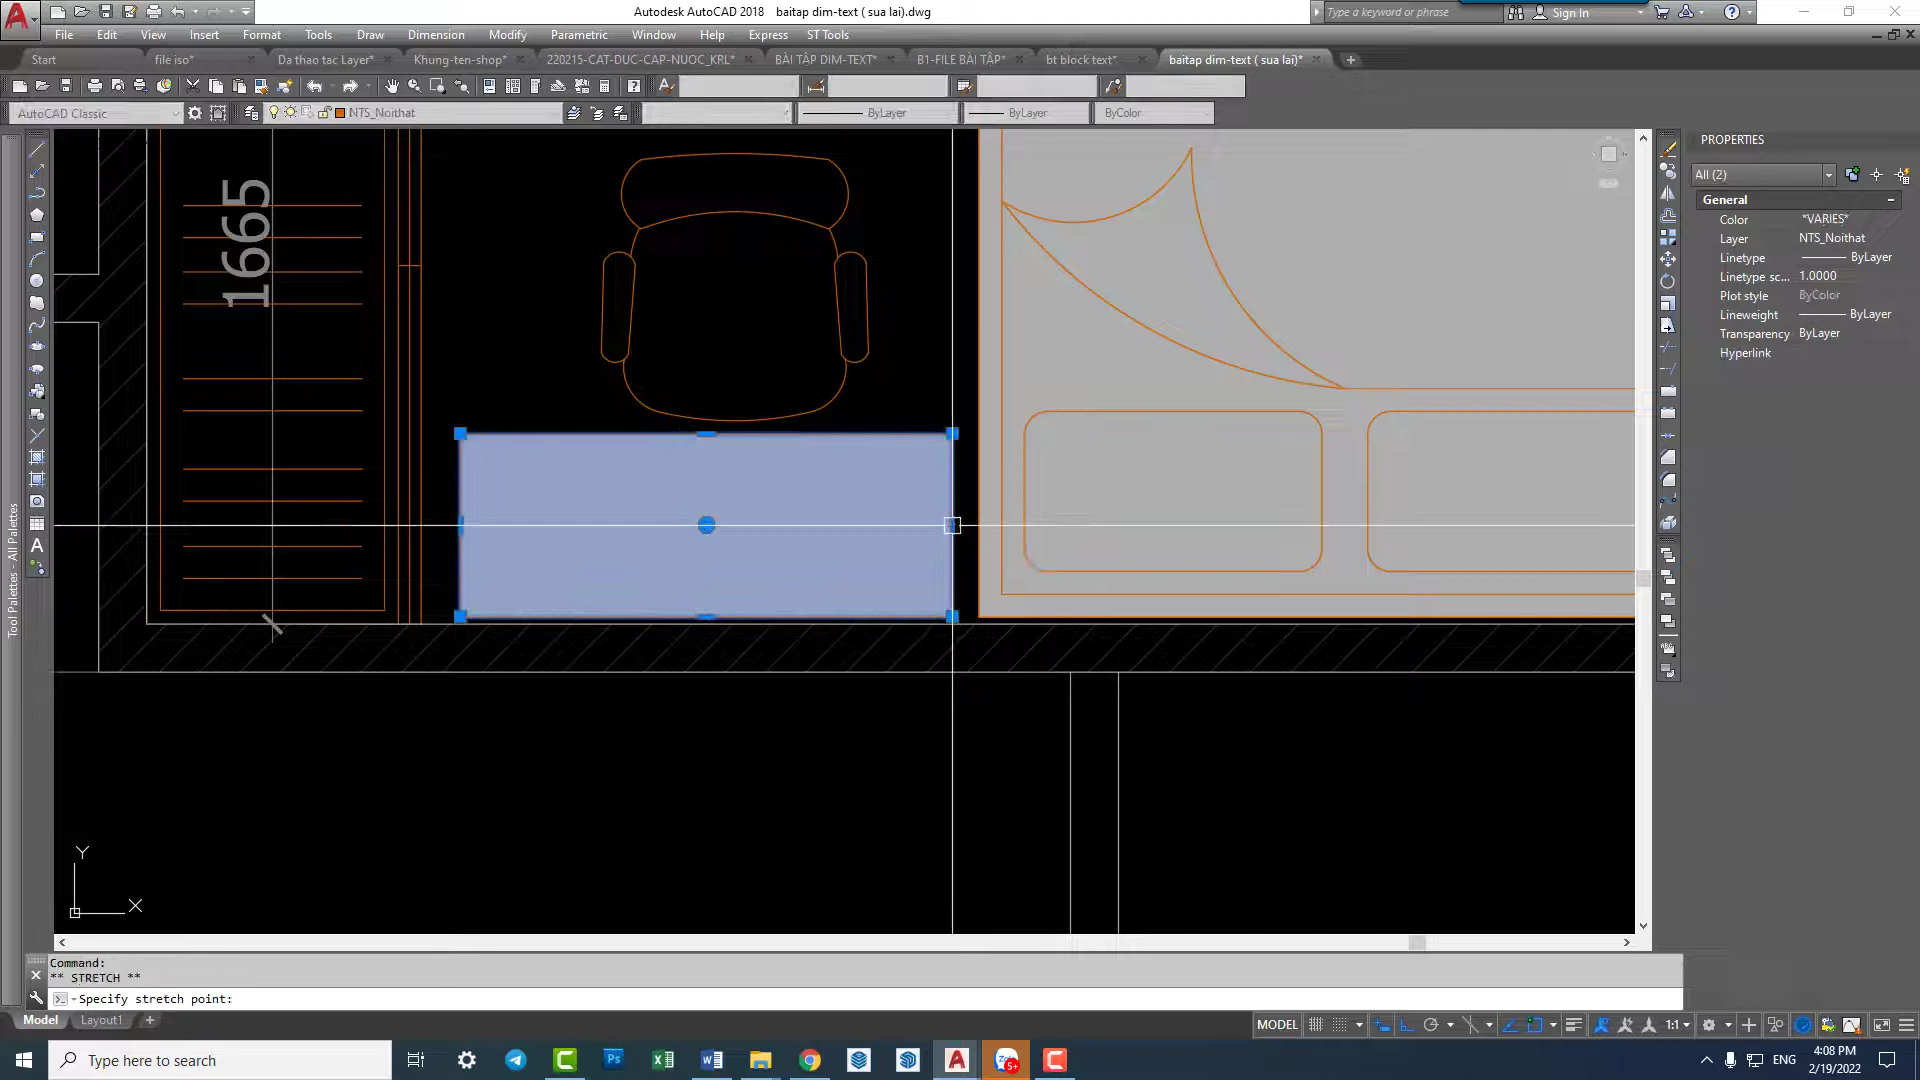 Autodesk AutoCAD 2018   baitap dim-text ( sua lai).dwg
Type a keyword or phrase
Sign In
File Edit View Insert Format Tools Draw Dimension Modify Parametric Window Help Express ST Tools
Start file iso* Da thao tac Layer* Khung-ten-shop* 220215-CAT-DUC-CAP-NUOC_KRL* BÀI TẬP DIM-TEXT* B1-FILE BÀI TẬP* bt block text* baitap dim-text ( sua lai)*
AutoCAD Classic
NTS_Noithat
ByLayer
ByLayer
ByColor
PROPERTIES
All (2)
General
Color *VARIES*
Layer NTS_Noithat
Linetype ByLayer
Linetype sc... 1.0000
Plot style ByColor
Lineweight ByLayer
Transparency ByLayer
Hyperlink
1665
Tool Palettes - All Palettes
Y
X
Command:
** STRETCH **
Specify stretch point:
Model Layout1
MODEL
1:1
Type here to search
5+
ENG
4:08 PM
2/19/2022